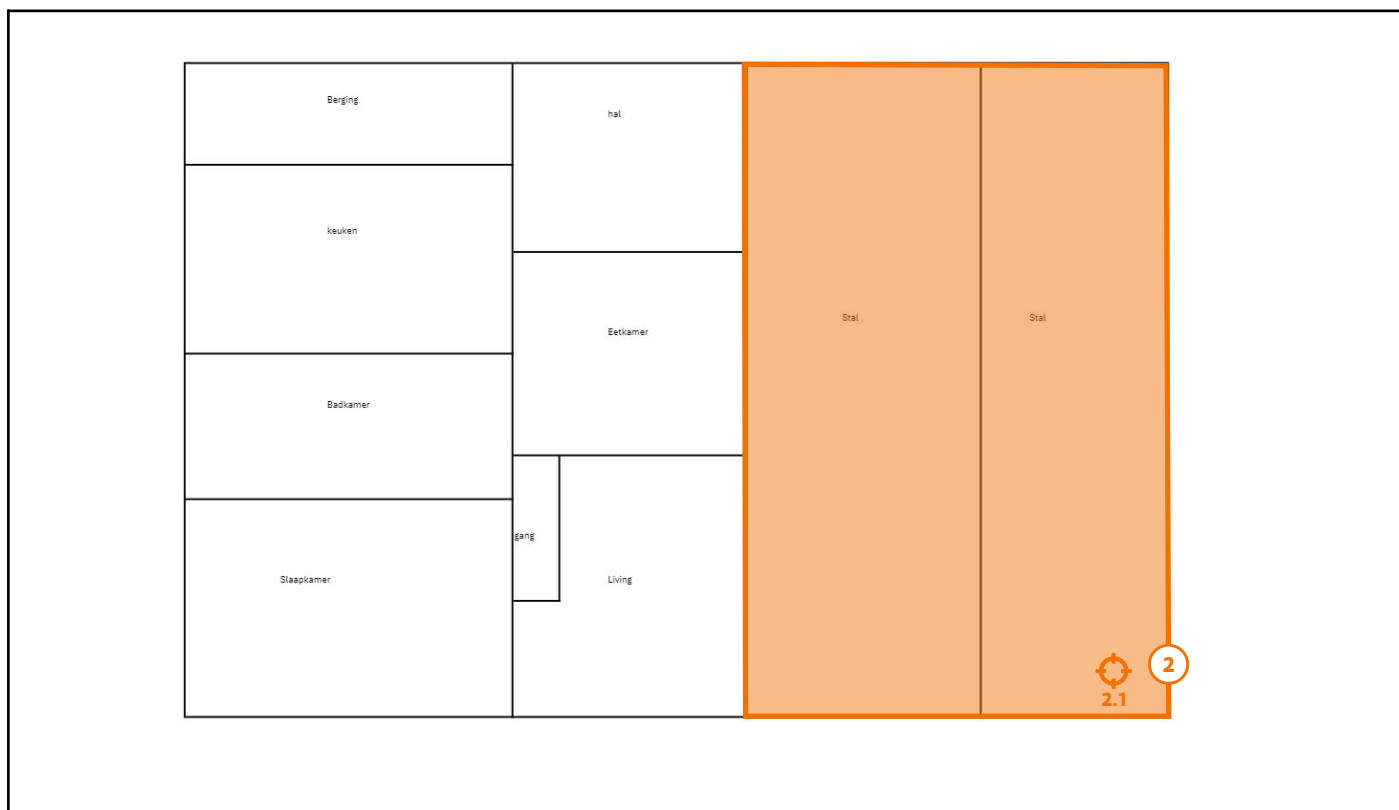 Berging
hal
keuken
Stal
Stal
Eetkamer
Badkamer
gang
Slaapkamer
Living
2
2.1